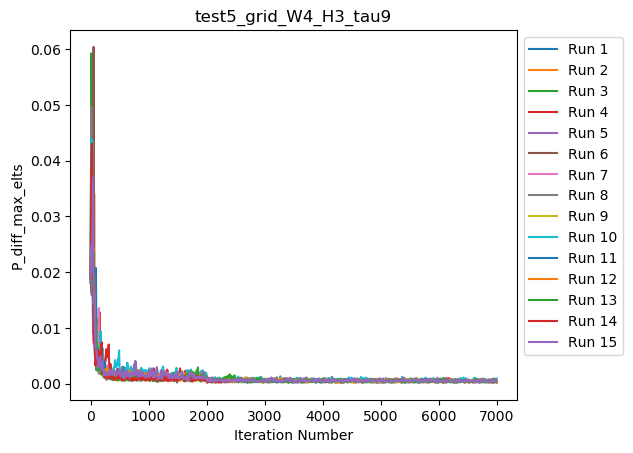 test5_grid_W4_H3_tau9
P_diff_max_elts
0.06
0.05
0.04
0.03
0.02
0.01
0.00
0 1000 2000 3000 4000 5000 6000 7000
Iteration Number
Run 1
Run 2
Run 3
Run 4
Run 5
Run 6
Run 7
Run 8
Run 9
Run 10
Run 11
Run 12
Run 13
Run 14
Run 15